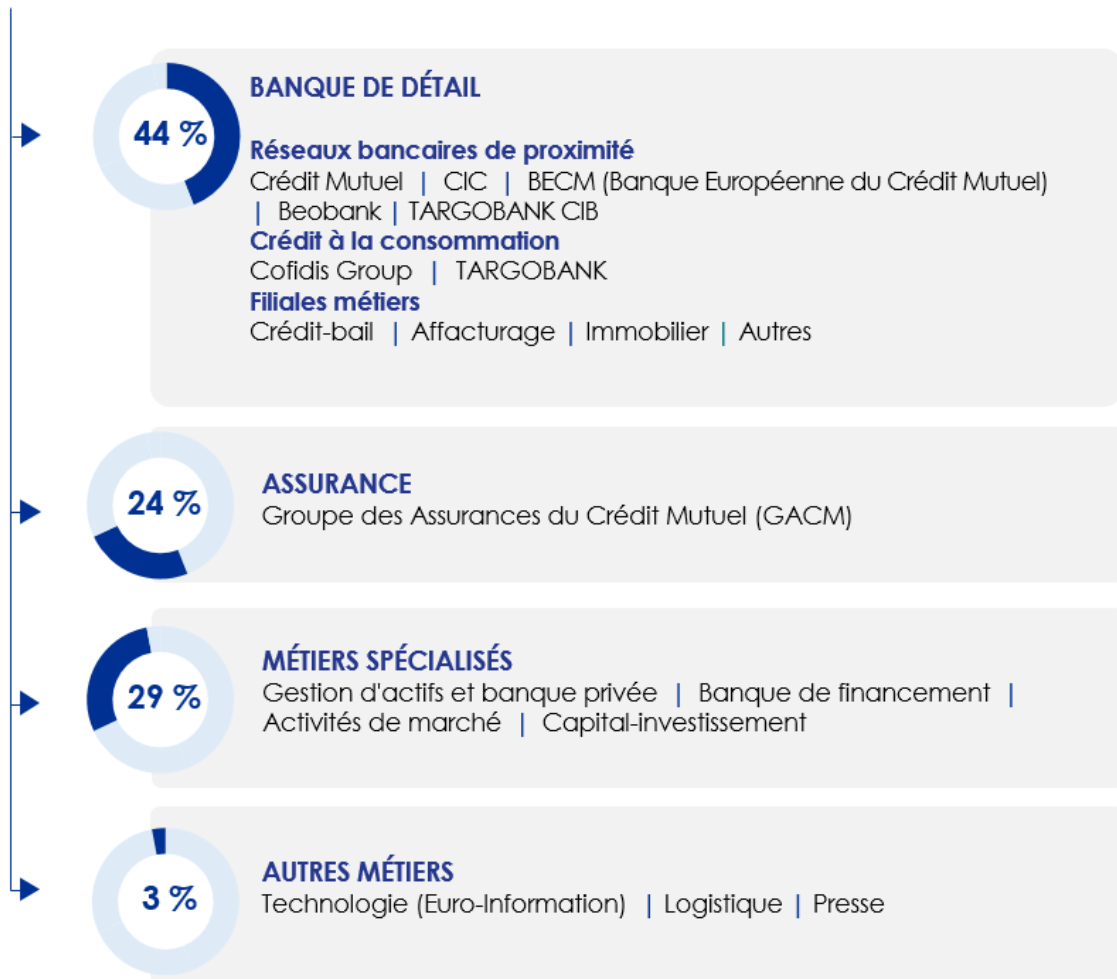 44 %
BANQUE DE DÉTAIL
Réseaux bancaires de proximité
Crédit Mutuel | CIC | BECM (Banque Européenne du Crédit Mutuel)
| Beobank | TARGOBANK CIB
Crédit à la consommation
Cofidis Group | TARGOBANK
Filiales métiers
Crédit-bail | Affacturage | Immobilier | Autres
24 %
ASSURANCE
Groupe des Assurances du Crédit Mutuel (GACM)
29 %
MÉTIERS SPÉCIALISÉS
Gestion d'actifs et banque privée | Banque de financement |
Activités de marché | Capital-investissement
3 %
AUTRES MÉTIERS
Technologie (Euro-Information) | Logistique | Presse